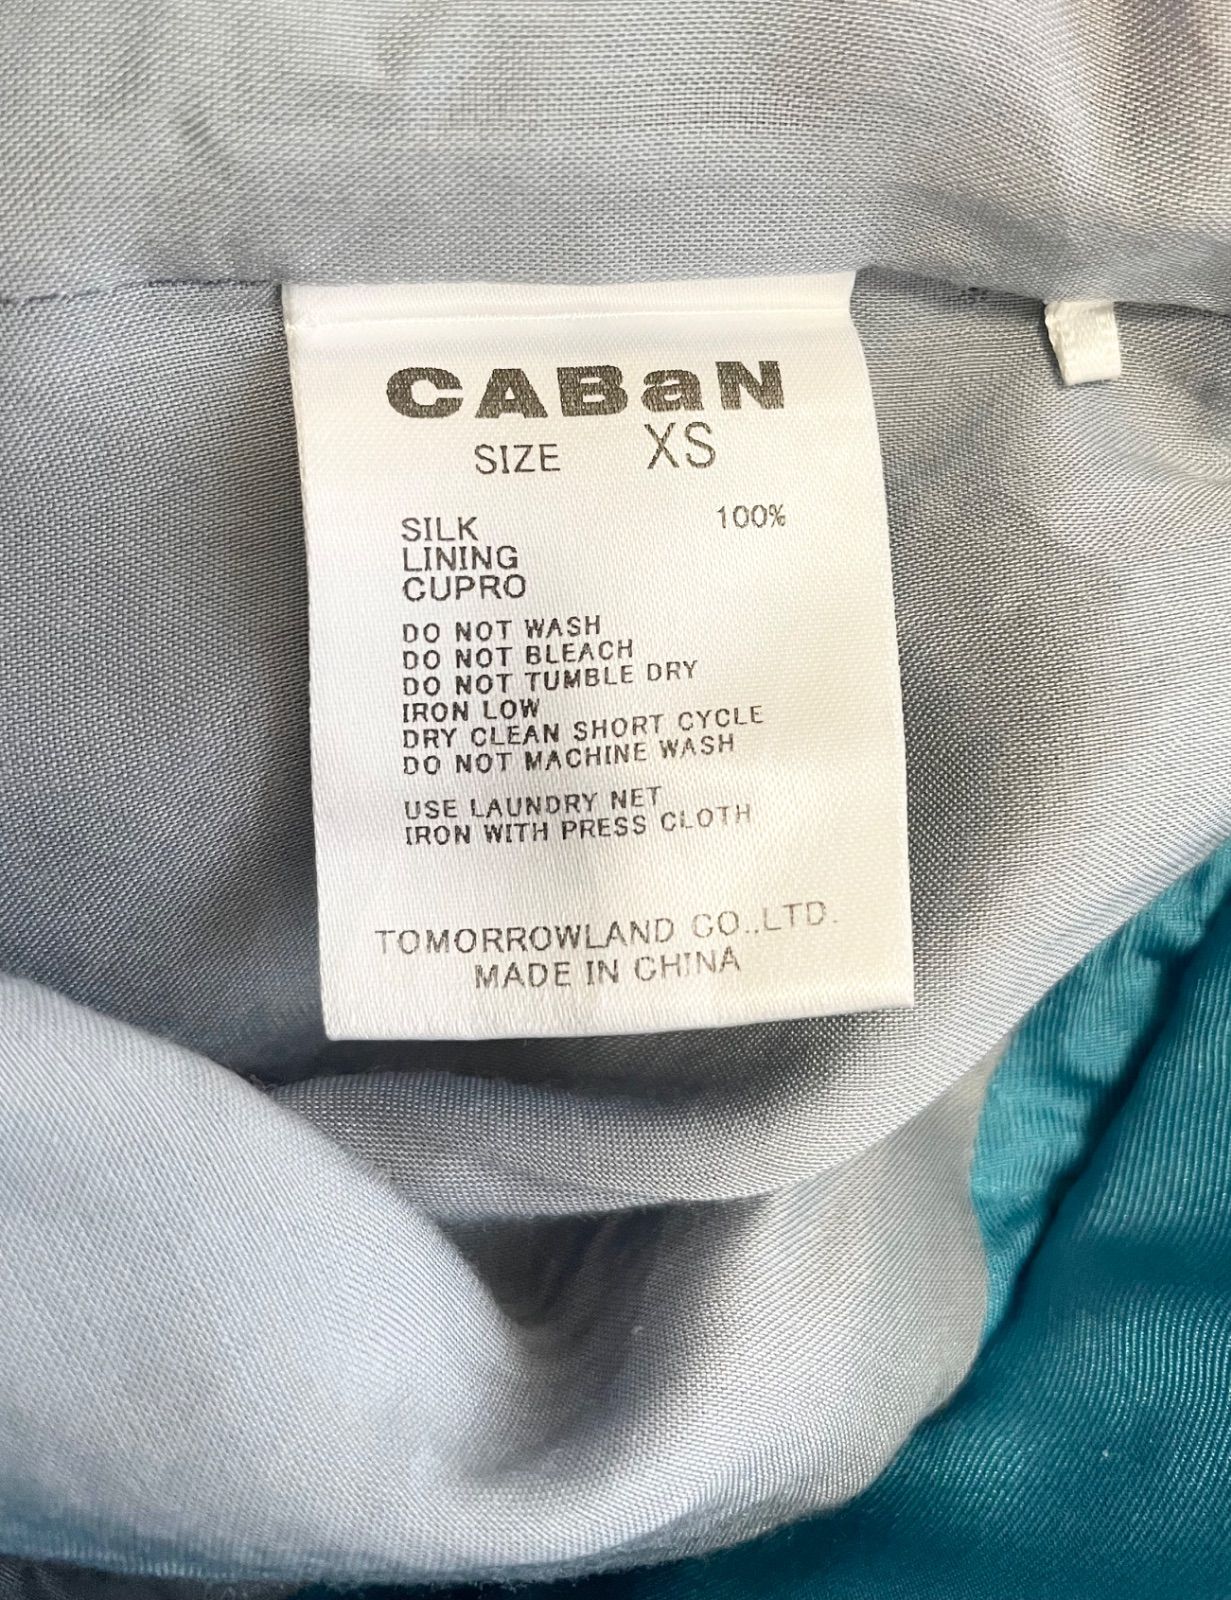 CABaN
SIZE XS
SILK 100%
LINING
CUPRO
DO NOT WASH
DO NOT BLEACH
DO NOT TUMBLE DRY
IRON LOW
DRY CLEAN SHORT CYCLE
DO NOT MACHINE WASH
USE LAUNDRY NET
IRON WITH PRESS CLOTH
TOMORROWLAND CO.,LTD.
MADE IN CHINA